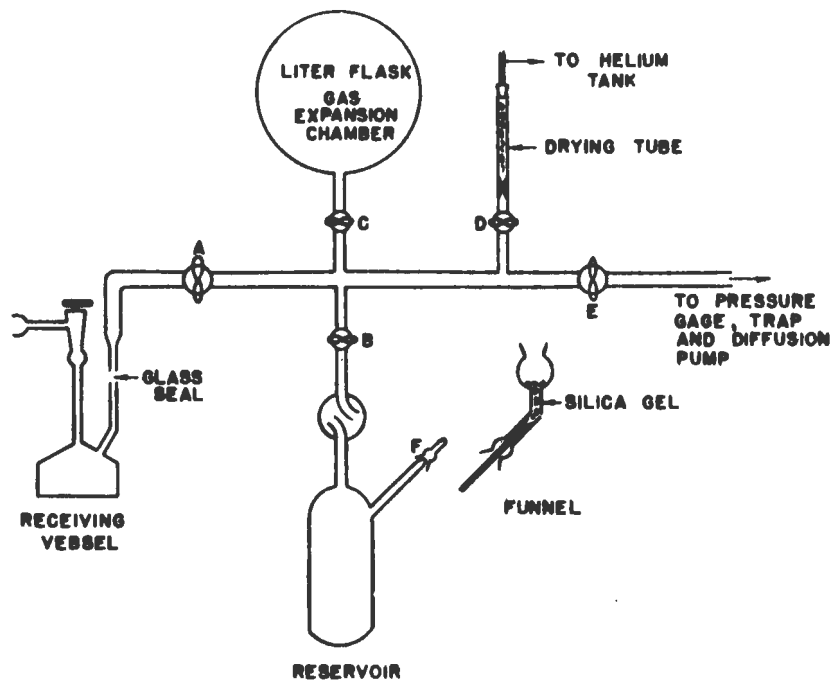 LITER FLASK
GAS
EXPANSION
CHAMBER
TO HELIUM
TANK
DRYING TUBE
C
D
A
E
TO PRESSURE
GAGE, TRAP
AND DIFFUSION
PUMP
B
GLASS
SEAL
SILICA GEL
F
FUNNEL
RECEIVING
VEBSEL
RESERVOIR